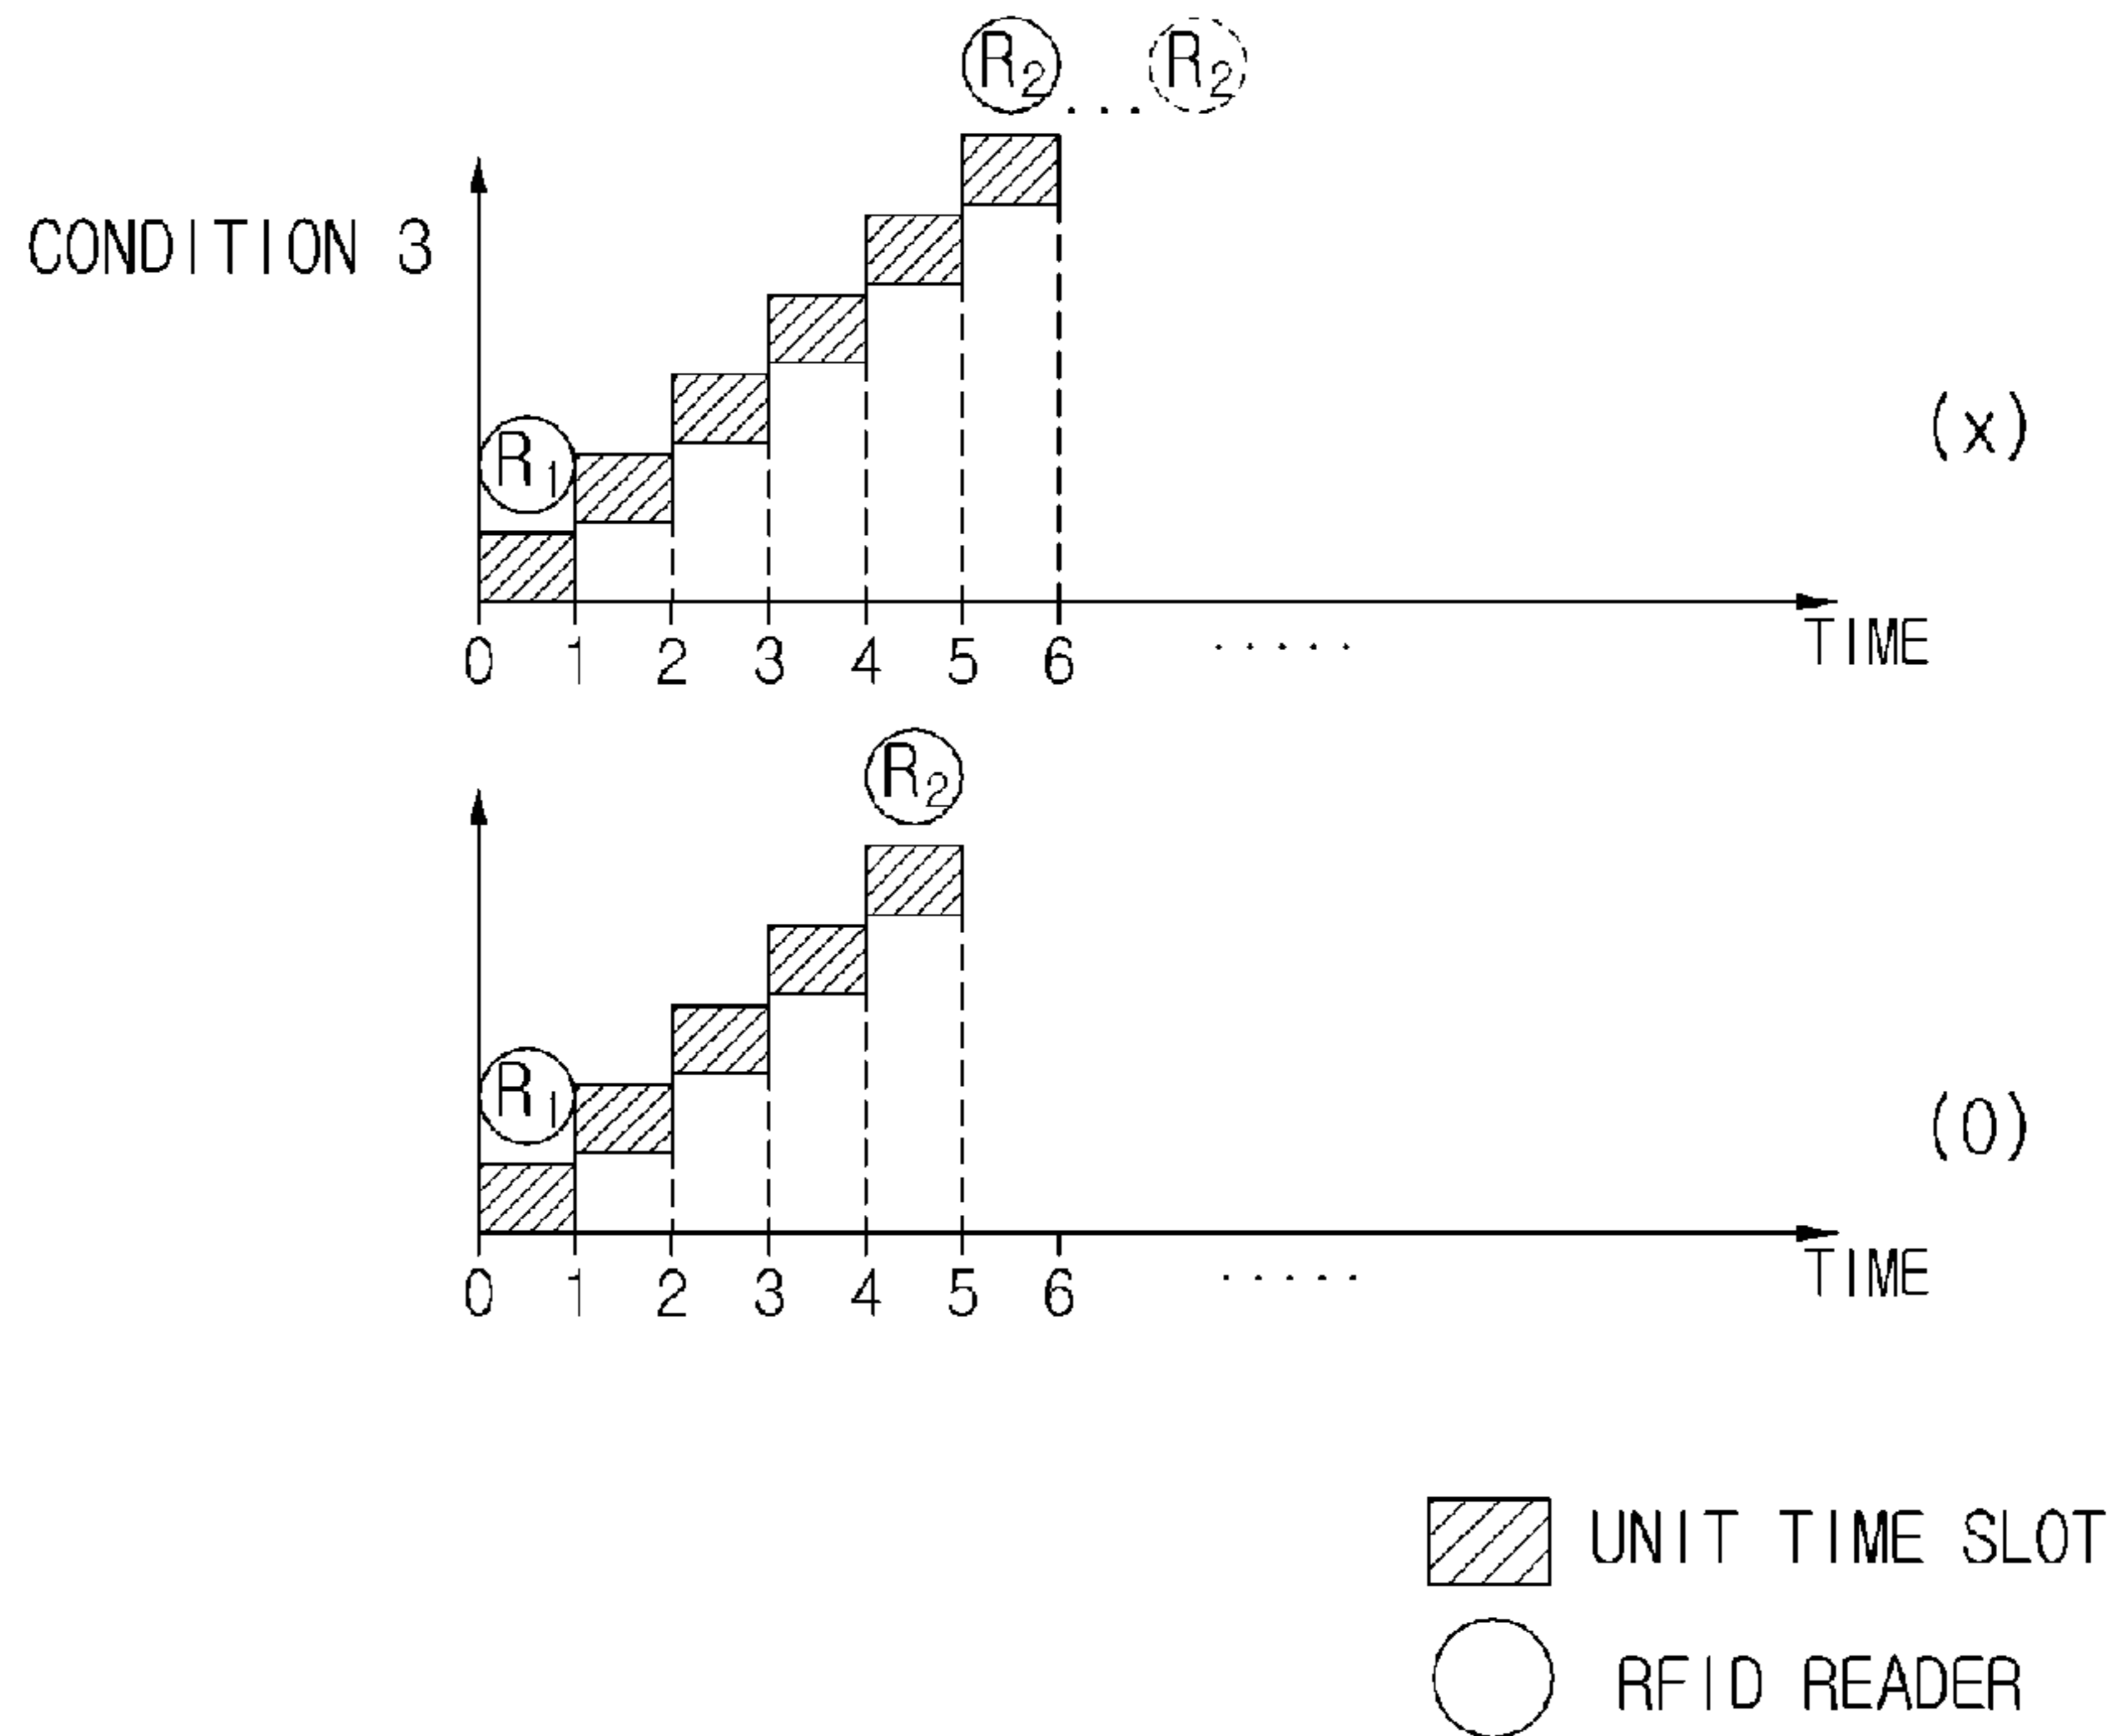 R2 ... R2
CONDITION 3
R1
(x)
0 1 2 3 4 5 6 ..... TIME
R2
R1
(0)
0 1 2 3 4 5 6 ..... TIME
UNIT TIME SLOT
RFID READER